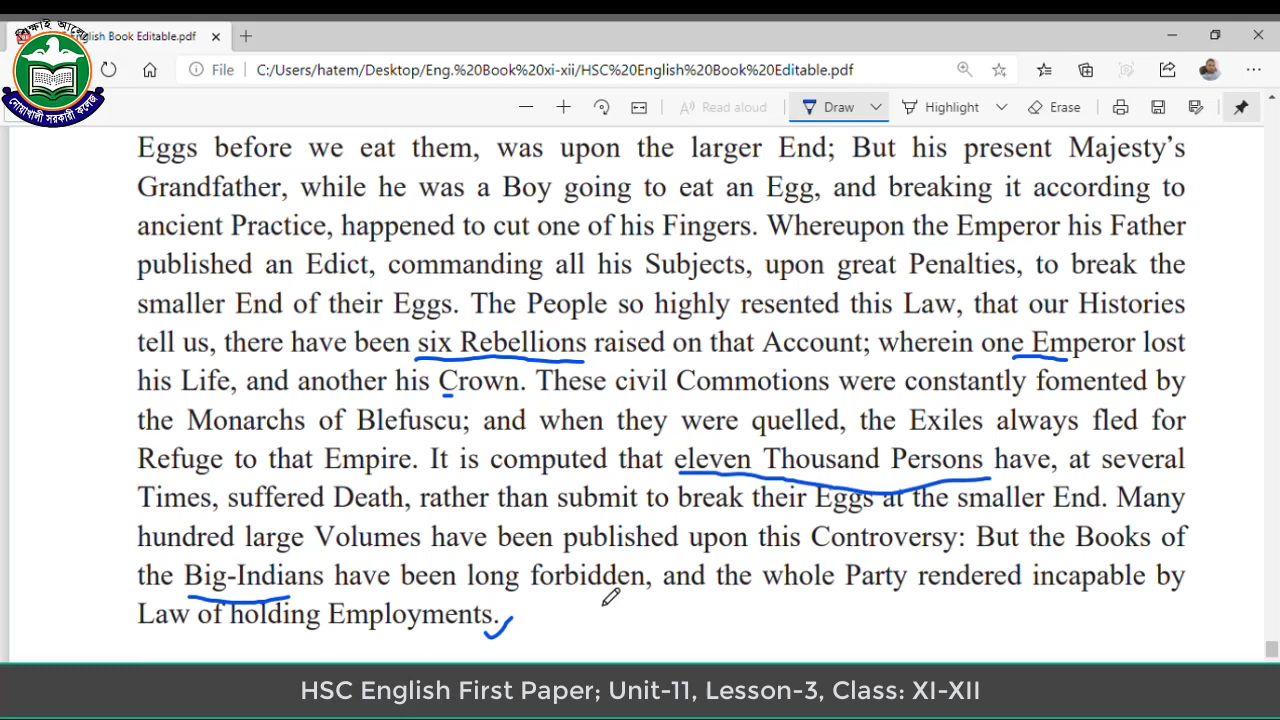 English Book Editable.pdf
File C:/Users/hatem/Desktop/Eng.%20Book%20xi-xii/HSC%20English%20Book%20Editable.pdf
Read aloud Draw Highlight Erase
শিক্ষাই আলো
নোয়াখালী সরকারী কলেজ
Eggs before we eat them, was upon the larger End; But his present Majesty's
Grandfather, while he was a Boy going to eat an Egg, and breaking it according to
ancient Practice, happened to cut one of his Fingers. Whereupon the Emperor his Father
published an Edict, commanding all his Subjects, upon great Penalties, to break the
smaller End of their Eggs. The People so highly resented this Law, that our Histories
tell us, there have been six Rebellions raised on that Account; wherein one Emperor lost
his Life, and another his Crown. These civil Commotions were constantly fomented by
the Monarchs of Blefuscu; and when they were quelled, the Exiles always fled for
Refuge to that Empire. It is computed that eleven Thousand Persons have, at several
Times, suffered Death, rather than submit to break their Eggs at the smaller End. Many
hundred large Volumes have been published upon this Controversy: But the Books of
the Big-Indians have been long forbidden, and the whole Party rendered incapable by
Law of holding Employments.
HSC English First Paper; Unit-11, Lesson-3, Class: XI-XII